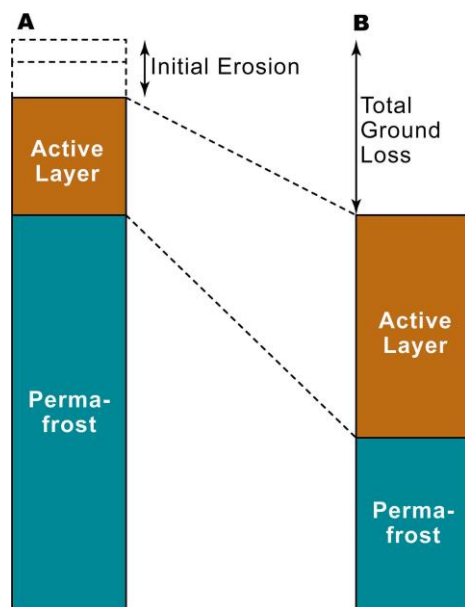 A
B
Initial Erosion
Total
Ground
Loss
Active
Layer
Perma-
frost
Active
Layer
Perma-
frost